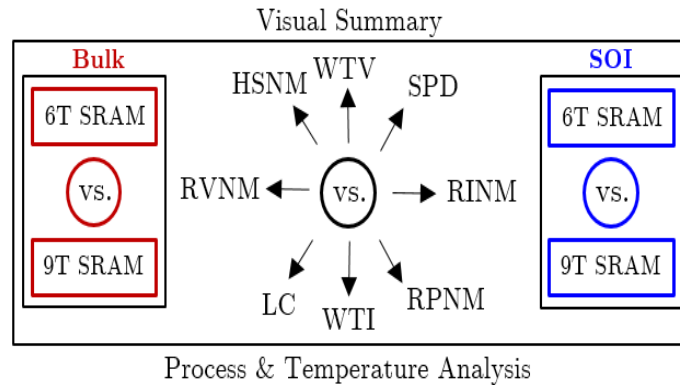 Visual Summary
Bulk
6T SRAM
vs.
9T SRAM
HSNM
WTV
SPD
RVNM
vs.
RINM
LC
WTI
RPNM
SOI
6T SRAM
vs.
9T SRAM
Process & Temperature Analysis